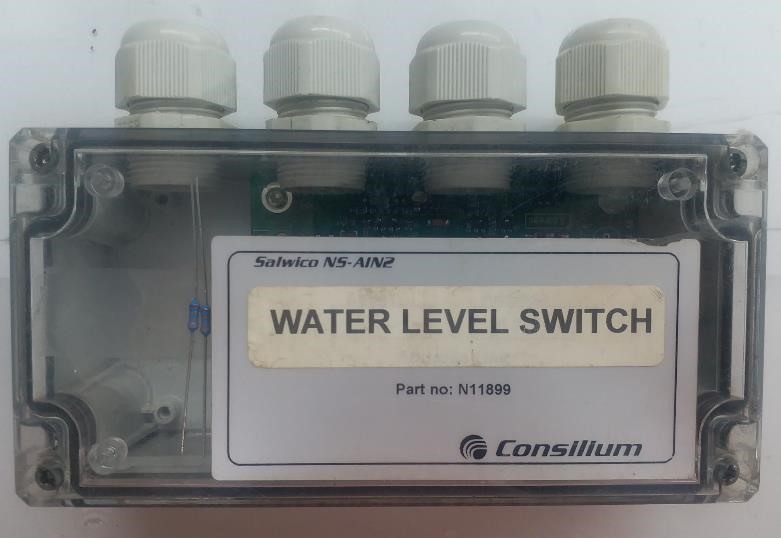 Salwico NS-AIN2
WATER LEVEL SWITCH
Part no: N11899
Consilium